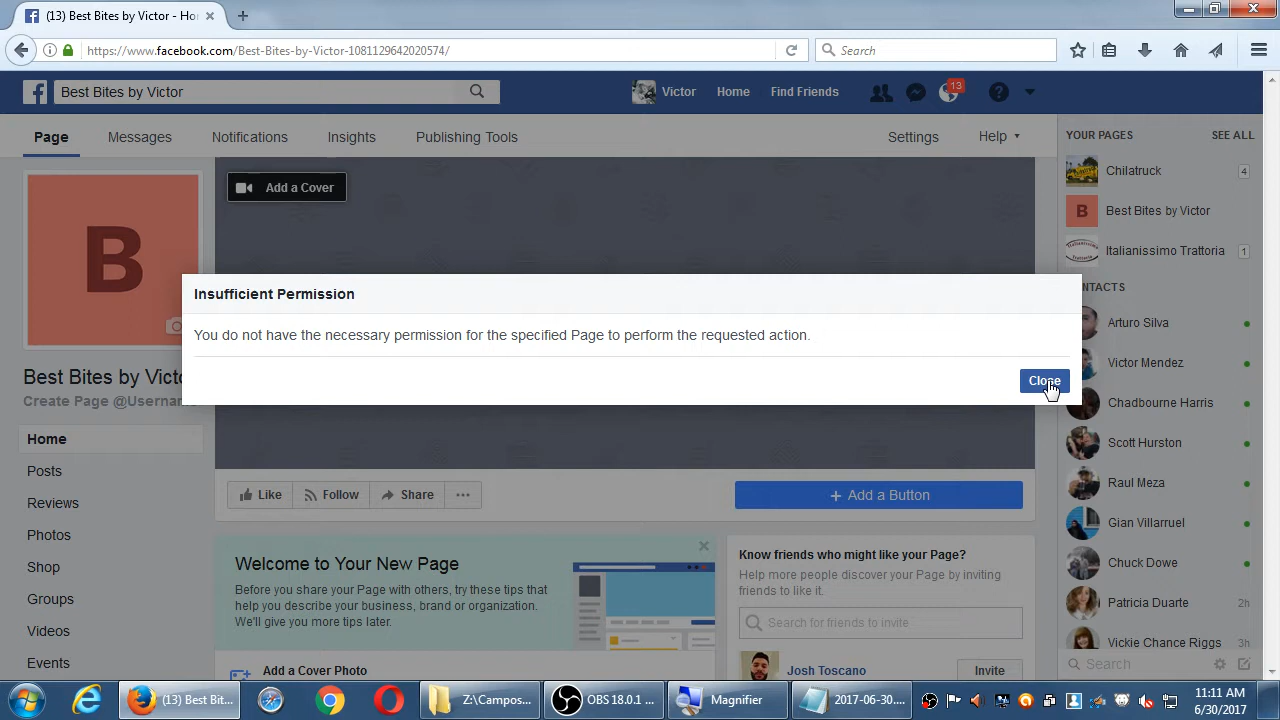 (13) Best Bites by Victor - Ho
https://www.facebook.com/Best-Bites-by-Victor-1081129642020574/
Search
Best Bites by Victor
Victor
Home
Find Friends
13
Page
Messages
Notifications
Insights
Publishing Tools
Settings
Help
YOUR PAGES
SEE ALL
Chilatruck
4
Best Bites by Victor
Italianissimo Trattoria
1
Add a Cover
B
B
Insufficient Permission
You do not have the necessary permission for the specified Page to perform the requested action.
Close
Best Bites by Victo
Create Page @Usernam
Home
Posts
Reviews
Photos
Shop
Groups
Videos
Events
Like
Follow
Share
Add a Button
Welcome to Your New Page
Before you share your Page with others, try these tips that
help you describe your business, brand or organization.
We'll give you more tips later.
Add a Cover Photo
Know friends who might like your Page?
Help more people discover your Page by inviting
friends to like it.
Search for friends to invite
Josh Toscano
Invite
NTACTS
Arturo Silva
Victor Mendez
Chadbourne Harris
Scott Hurston
Raul Meza
Gian Villarruel
Chuck Dowe
Patricia Duarte
2h
Vickie Chance Riggs
3h
Search
(13) Best Bit...
Z:\Campos...
OBS 18.0.1 ...
Magnifier
2017-06-30....
11:11 AM
6/30/2017